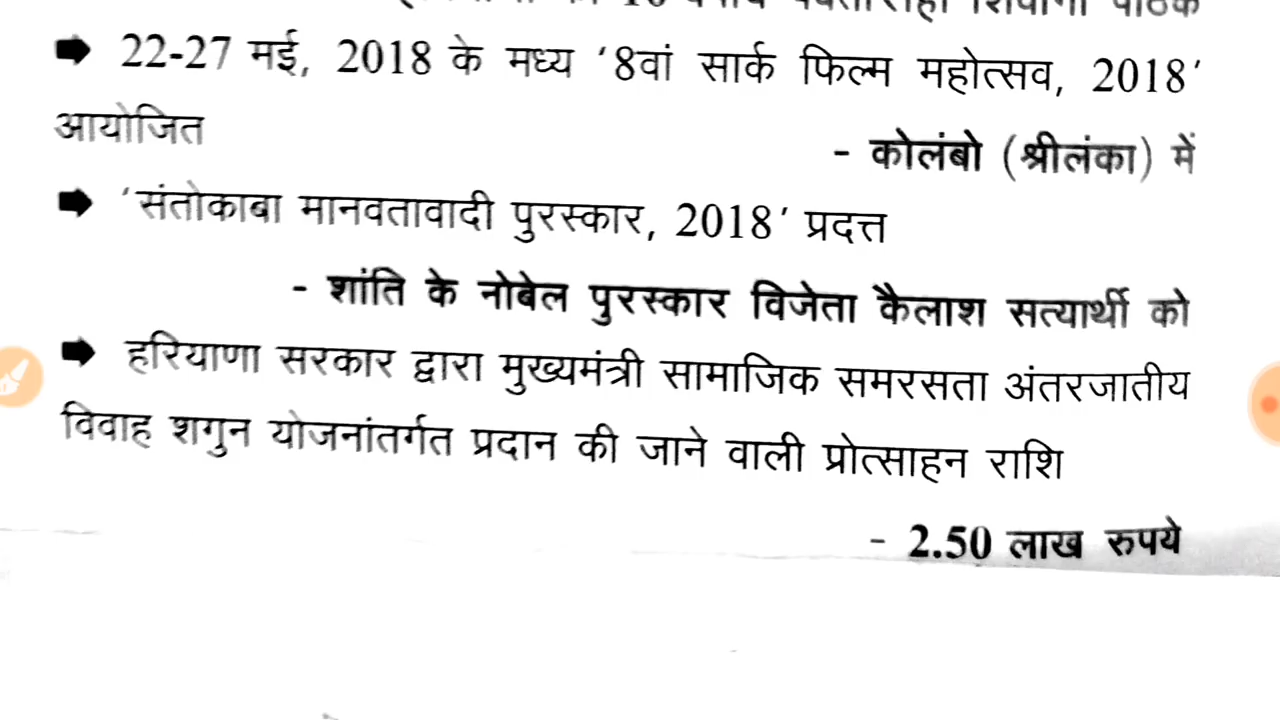 ➡ 22-27 मई, 2018 के मध्य ‘8वां सार्क फिल्म महोत्सव, 2018’
आयोजित
- कोलंबो (श्रीलंका) में
➡ ‘संतोकाबा मानवतावादी पुरस्कार, 2018’ प्रदत्त
- शांति के नोबेल पुरस्कार विजेता कैलाश सत्यार्थी को
➡ हरियाणा सरकार द्वारा मुख्यमंत्री सामाजिक समरसता अंतरजातीय
विवाह शगुन योजनांतर्गत प्रदान की जाने वाली प्रोत्साहन राशि
- 2.50 लाख रुपये